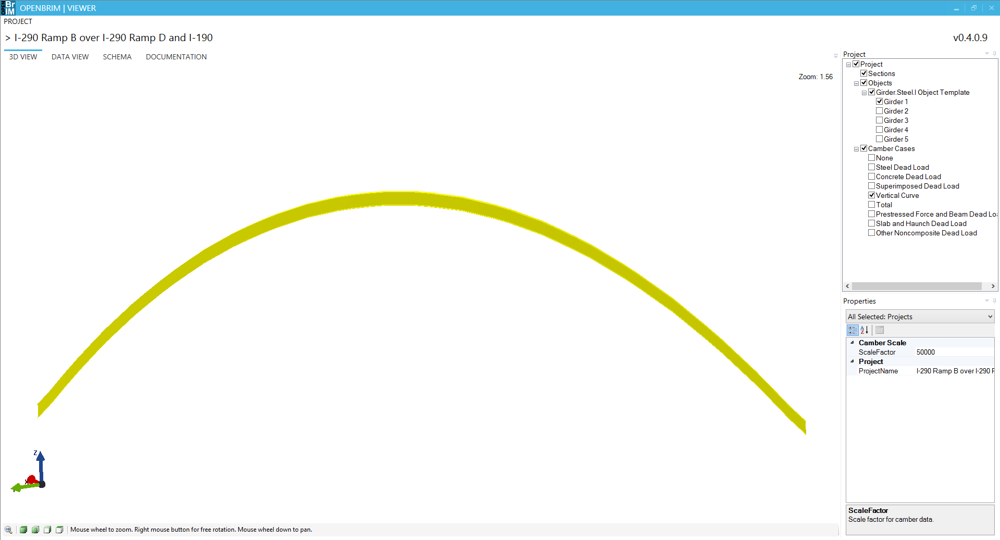 OPEN BrIM OPENBRIM | VIEWER
PROJECT
> I-290 Ramp B over I-290 Ramp D and I-190
v0.4.0.9
3D VIEW DATA VIEW SCHEMA DOCUMENTATION
Zoom: 1.56
Project
Project
Sections
Objects
Girder.Steel.I Object Template
Girder 1
Girder 2
Girder 3
Girder 4
Girder 5
Camber Cases
None
Steel Dead Load
Concrete Dead Load
Superimposed Dead Load
Vertical Curve
Total
Prestressed Force and Beam Dead Lo
Slab and Haunch Dead Load
Other Noncomposite Dead Load
Properties
All Selected: Projects
A
Z
Camber Scale
ScaleFactor 50000
Project
ProjectName I-290 Ramp B over I-290 R
ScaleFactor
Scale factor for camber data.
Z
X
Mouse wheel to zoom. Right mouse button for free rotation. Mouse wheel down to pan.